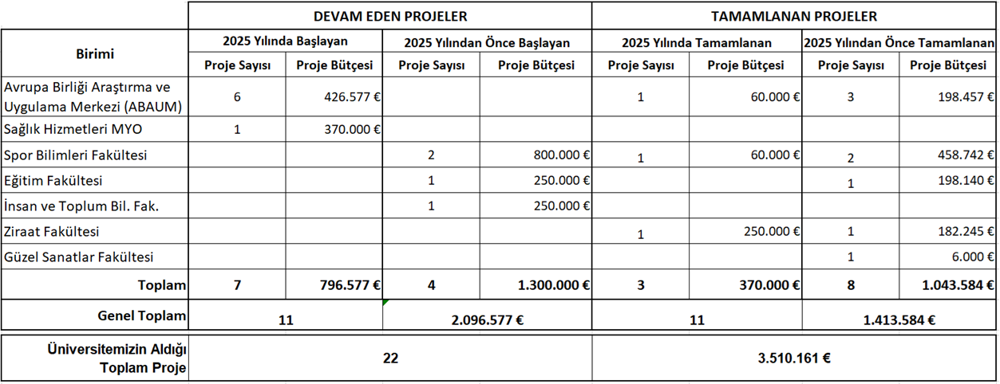 DEVAM EDEN PROJELER TAMAMLANAN PROJELER
Birimi 2025 Yılında Başlayan 2025 Yılından Önce Başlayan 2025 Yılında Tamamlanan 2025 Yılından Önce Tamamlanan
Proje Sayısı Proje Bütçesi Proje Sayısı Proje Bütçesi Proje Sayısı Proje Bütçesi Proje Sayısı Proje Bütçesi
Avrupa Birliği Araştırma ve
Uygulama Merkezi (ABAUM) 6 426.577 € 1 60.000 € 3 198.457 €
Sağlık Hizmetleri MYO 1 370.000 €
Spor Bilimleri Fakültesi 2 800.000 € 1 60.000 € 2 458.742 €
Eğitim Fakültesi 1 250.000 € 1 198.140 €
İnsan ve Toplum Bil. Fak. 1 250.000 €
Ziraat Fakültesi 1 250.000 € 1 182.245 €
Güzel Sanatlar Fakültesi 1 6.000 €
Toplam 7 796.577 € 4 1.300.000 € 3 370.000 € 8 1.043.584 €
Genel Toplam 11 2.096.577 € 11 1.413.584 €
Üniversitemizin Aldığı
Toplam Proje 22 3.510.161 €